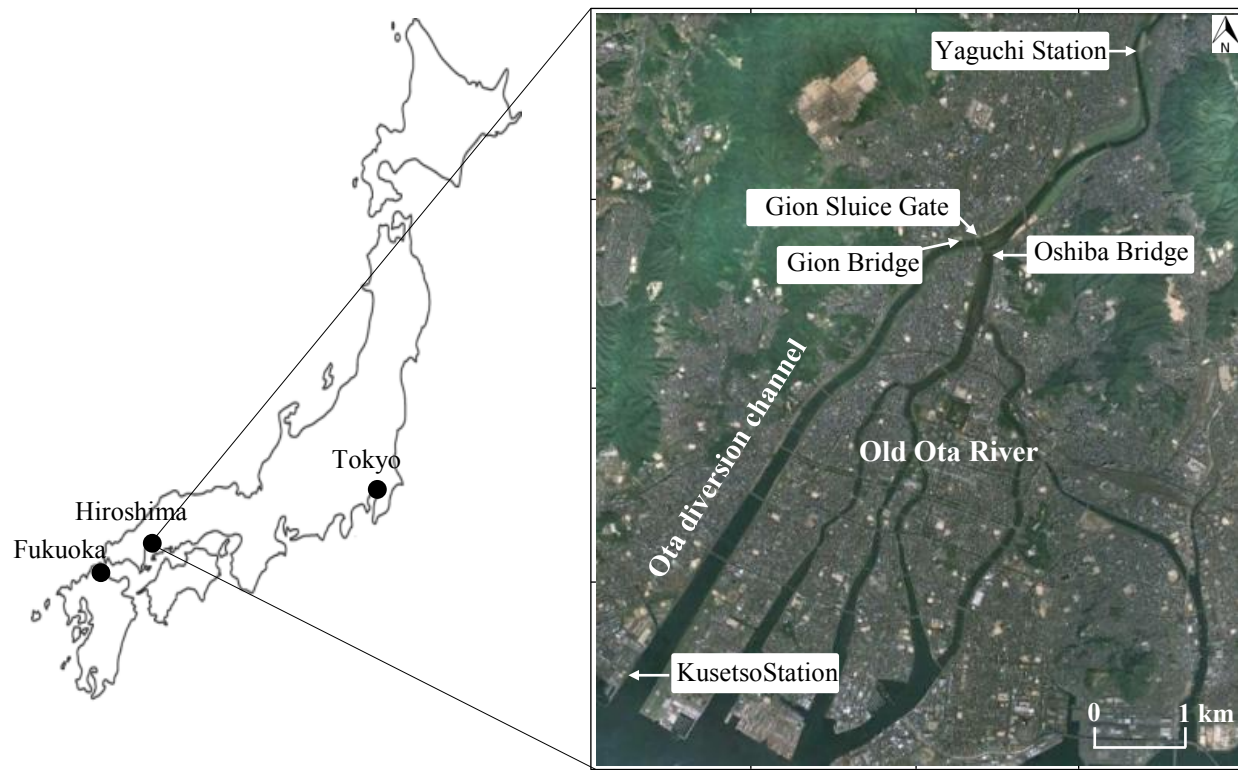 Tokyo
Hiroshima
Fukuoka
N
Yaguchi Station
Gion Sluice Gate
Gion Bridge
Oshiba Bridge
Ota diversion channel
Old Ota River
KusetsoStation
0 1 km